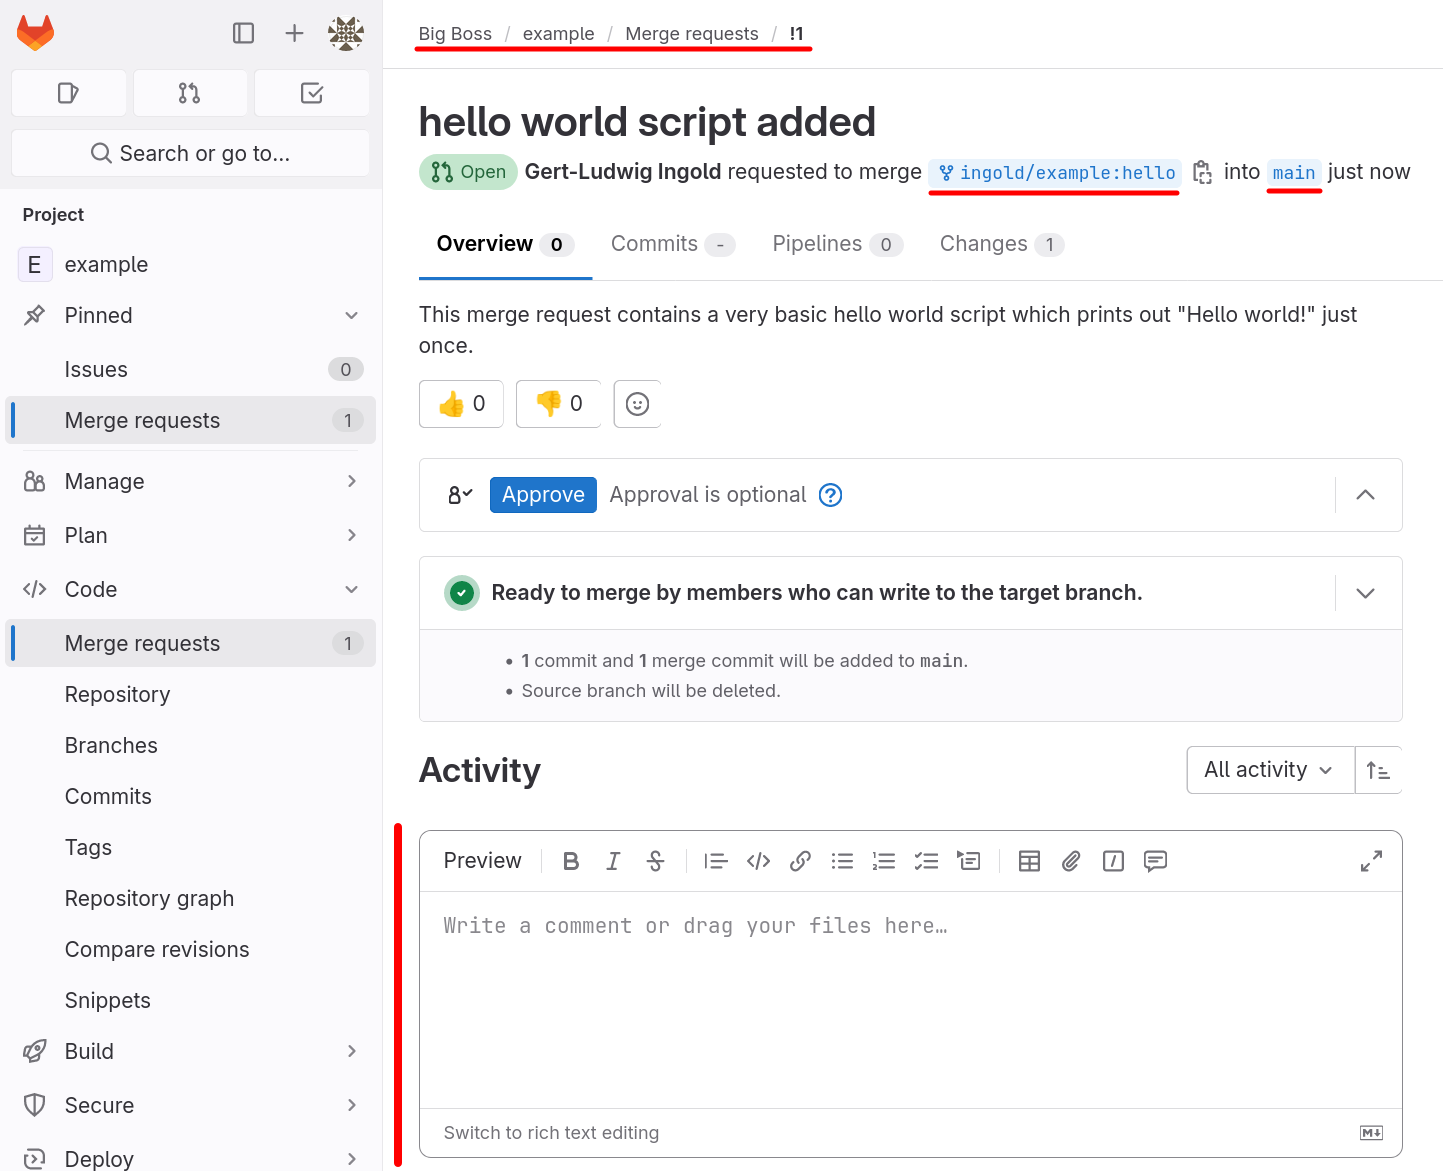 Search or go to...
Project
E example
Pinned
Issues 0
Merge requests 1
Manage
Plan
Code
Merge requests 1
Repository
Branches
Commits
Tags
Repository graph
Compare revisions
Snippets
Build
Secure
Deploy
Big Boss / example / Merge requests / !1
hello world script added
Open Gert-Ludwig Ingold requested to merge ingold/example:hello into main just now
Overview 0 Commits - Pipelines 0 Changes 1
This merge request contains a very basic hello world script which prints out "Hello world!" just
once.
👍 0 👎 0
Approve Approval is optional ?
Ready to merge by members who can write to the target branch.
• 1 commit and 1 merge commit will be added to main.
• Source branch will be deleted.
Activity
All activity
Preview B I S
Write a comment or drag your files here…
Switch to rich text editing M↓